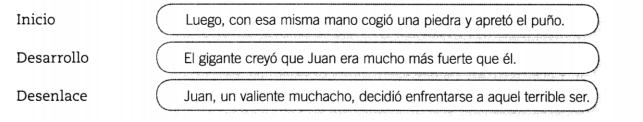 Inicio Luego, con esa misma mano cogió una piedra y apretó el puño.
Desarrollo El gigante creyó que Juan era mucho más fuerte que él.
Desenlace Juan, un valiente muchacho, decidió enfrentarse a aquel terrible ser.